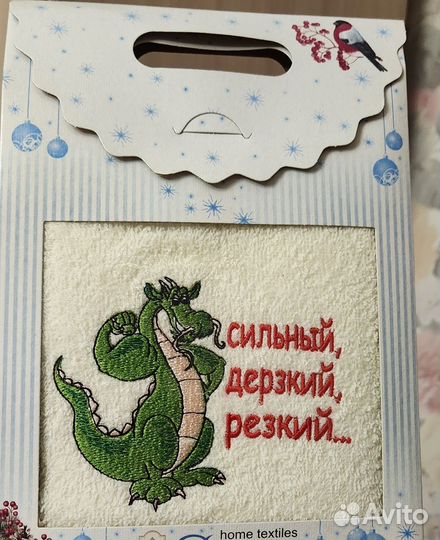 сильный,
дерзкий,
резкий...
home textiles
Avito